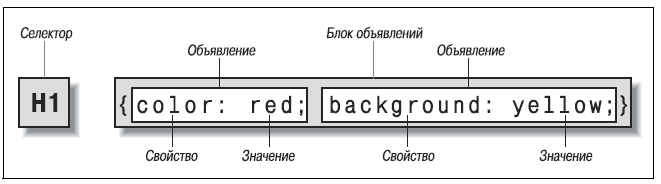 Селектор
Блок объявлений
Объявление
Объявление
H1 {color: red; background: yellow;}
Свойство
Значение
Свойство
Значение